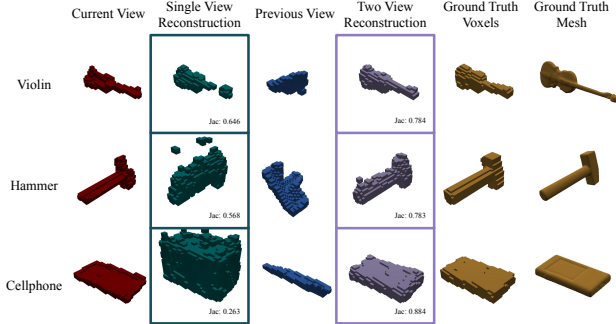 Current View
Single View
Reconstruction
Previous View
Two View
Reconstruction
Ground Truth
Voxels
Ground Truth
Mesh
Violin
Jac: 0.646
Jac: 0.784
Hammer
Jac: 0.568
Jac: 0.783
Cellphone
Jac: 0.263
Jac: 0.884